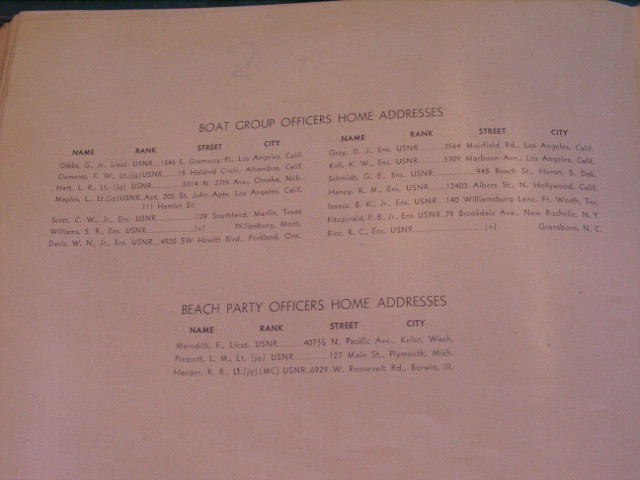 2
BOAT GROUP OFFICERS HOME ADDRESSES
NAME RANK STREET CITY
Gibbs, G., Jr., Lieut. USNR...1846 S. Gramercy Pl., Los Angeles, Calif.
Clements, F. W., Lt.(jg) USNR.......15 Halsted Circle, Alhambra, Calif.
Hatt, L. R., Lt. (jg) USNR..........5314 N. 27th Ave., Omaha, Neb.
Maples, L., Lt.(jg)USNR..Apt. 205 St. John Apts, Los Angeles, Calif.
111 Hamlet St.
Scott, C. W., Jr., Ens. USNR...........129 Southland, Marlin, Texas
Williams, S. R., Ens. USNR.............(n) Philipsburg, Mont.
Davis, W. N., Jr., Ens. USNR...4920 SW Hewitt Blvd., Portland, Ore.
NAME RANK STREET CITY
Gray, D. J., Ens. USNR.........3564 Muirfield Rd., Los Angeles, Calif.
Kail, K. W., Ens. USNR.........5309 Marbunn Ave., Los Angeles, Calif.
Schmidt, G. E., Ens. USNR..............945 Beach St., Huron, S. Dak.
Haney, R. M., Ens. USNR.......12403 Albers St., N. Hollywood, Calif.
Isaacs, B. K., Jr., Ens. USNR...140 Williamsburg Lane, Ft. Worth, Tex.
Fitzgerald, P. B., Jr., Ens. USNR..79 Brookdale Ave., New Rochelle, N. Y.
Rice, R. C., Ens. USNR...................(n) Gransboro, N. C.
BEACH PARTY OFFICERS HOME ADDRESSES
NAME RANK STREET CITY
Meredith, F., Lieut. USNR............407½ N. Pacific Ave., Kelso, Wash.
Prescott, L. M., Lt. (jg) USNR.............127 Main St., Plymouth, Mich.
Haeger, R. R., Lt.(jg)(MC) USNR..6929 W. Roosevelt Rd., Berwin, Ill.